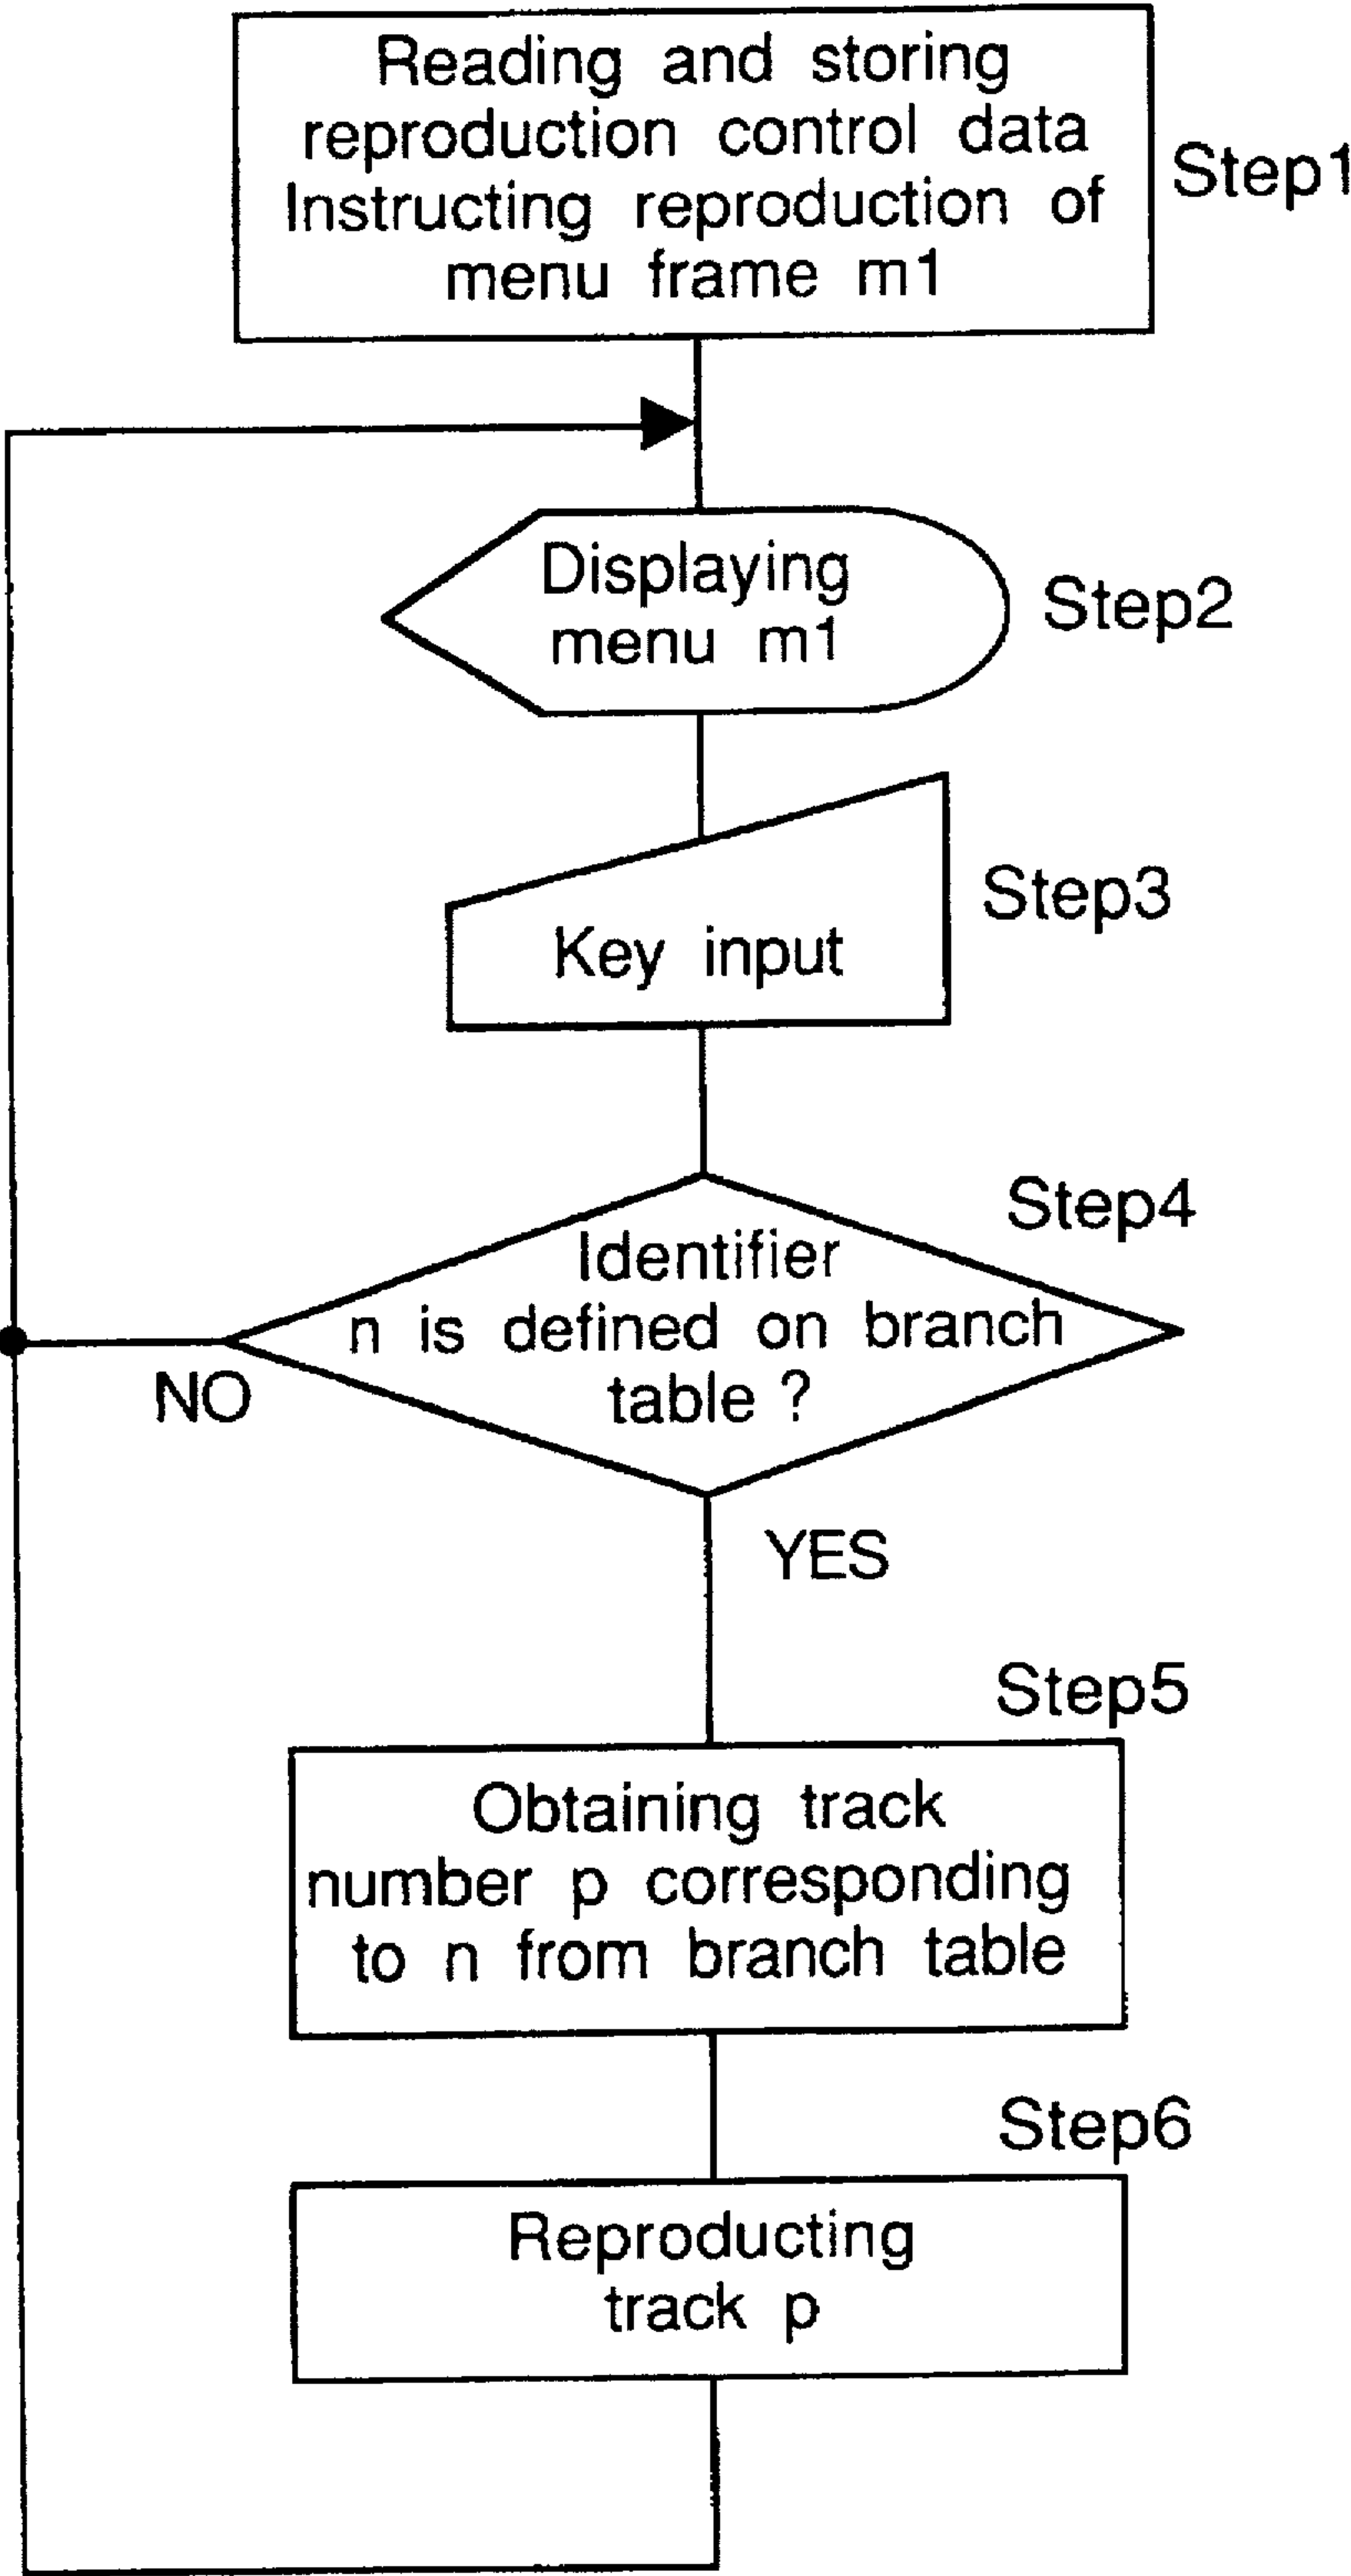 Reading and storing
reproduction control data
Instructing reproduction of
menu frame m1
Step1
Displaying
menu m1
Step2
Step3
Key input
Step4
Identifier
n is defined on branch
table ?
NO
YES
Step5
Obtaining track
number p corresponding
to n from branch table
Step6
Reproducting
track p